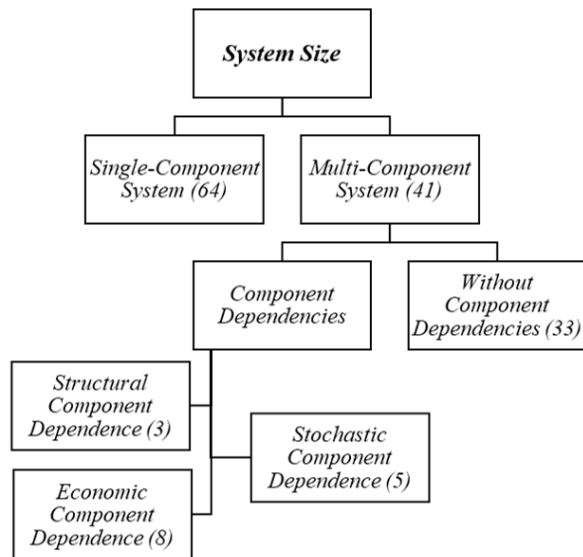 System Size
Single-Component
System (64)
Multi-Component
System (41)
Component
Dependencies
Without
Component
Dependencies (33)
Structural
Component
Dependence (3)
Stochastic
Component
Dependence (5)
Economic
Component
Dependence (8)